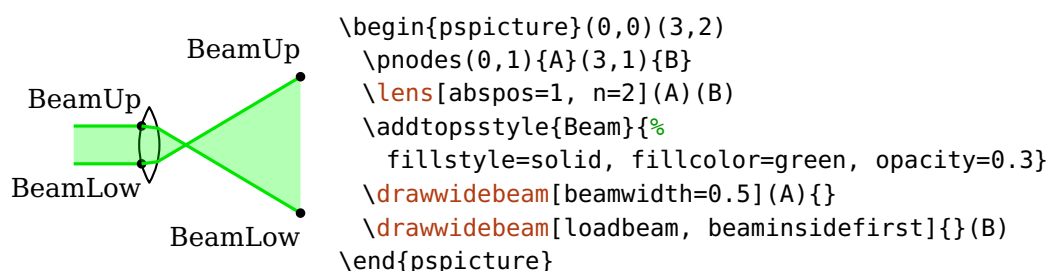 BeamUp
BeamUp
BeamLow
BeamLow
\begin{pspicture}(0,0)(3,2)
  \pnodes(0,1){A}(3,1){B}
  \lens[abspos=1, n=2](A)(B)
  \addtopsstyle{Beam}{%
    fillstyle=solid, fillcolor=green, opacity=0.3}
  \drawwidebeam[beamwidth=0.5](A){}
  \drawwidebeam[loadbeam, beaminsidefirst]{}(B)
\end{pspicture}